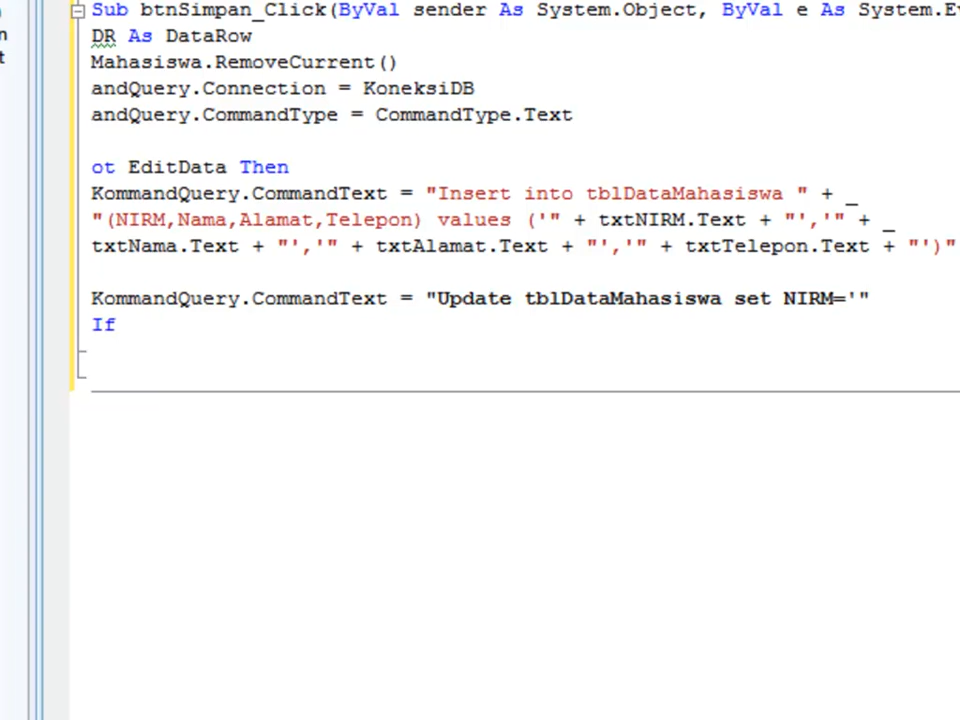 Sub btnSimpan_Click(ByVal sender As System.Object, ByVal e As System.Ev
DR As DataRow
Mahasiswa.RemoveCurrent()
andQuery.Connection = KoneksiDB
andQuery.CommandType = CommandType.Text
ot EditData Then
KommandQuery.CommandText = "Insert into tblDataMahasiswa " + _
"(NIRM,Nama,Alamat,Telepon) values ('" + txtNIRM.Text + "','" + _
txtNama.Text + "','" + txtAlamat.Text + "','" + txtTelepon.Text + "')"
KommandQuery.CommandText = "Update tblDataMahasiswa set NIRM='"
If